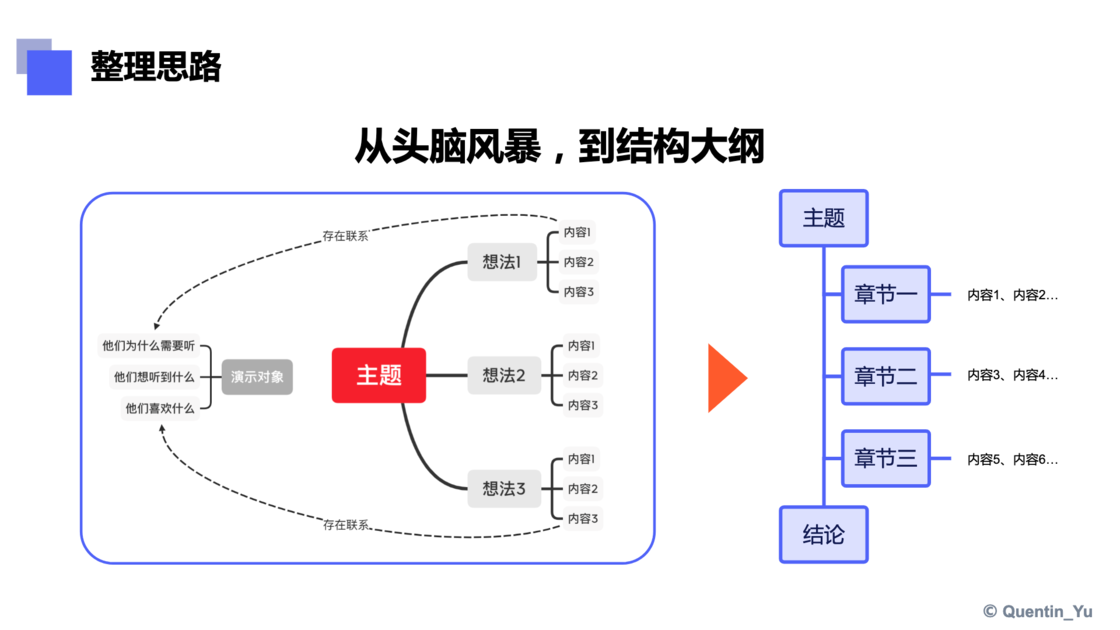 整理思路
从头脑风暴，到结构大纲
存在联系
内容1
想法1
内容2
内容3
他们为什么需要听
他们想听到什么
他们喜欢什么
演示对象
主题
内容1
想法2
内容2
内容3
内容1
想法3
内容2
内容3
存在联系
主题
章节一
内容1、内容2...
章节二
内容3、内容4...
章节三
内容5、内容6...
结论
© Quentin_Yu